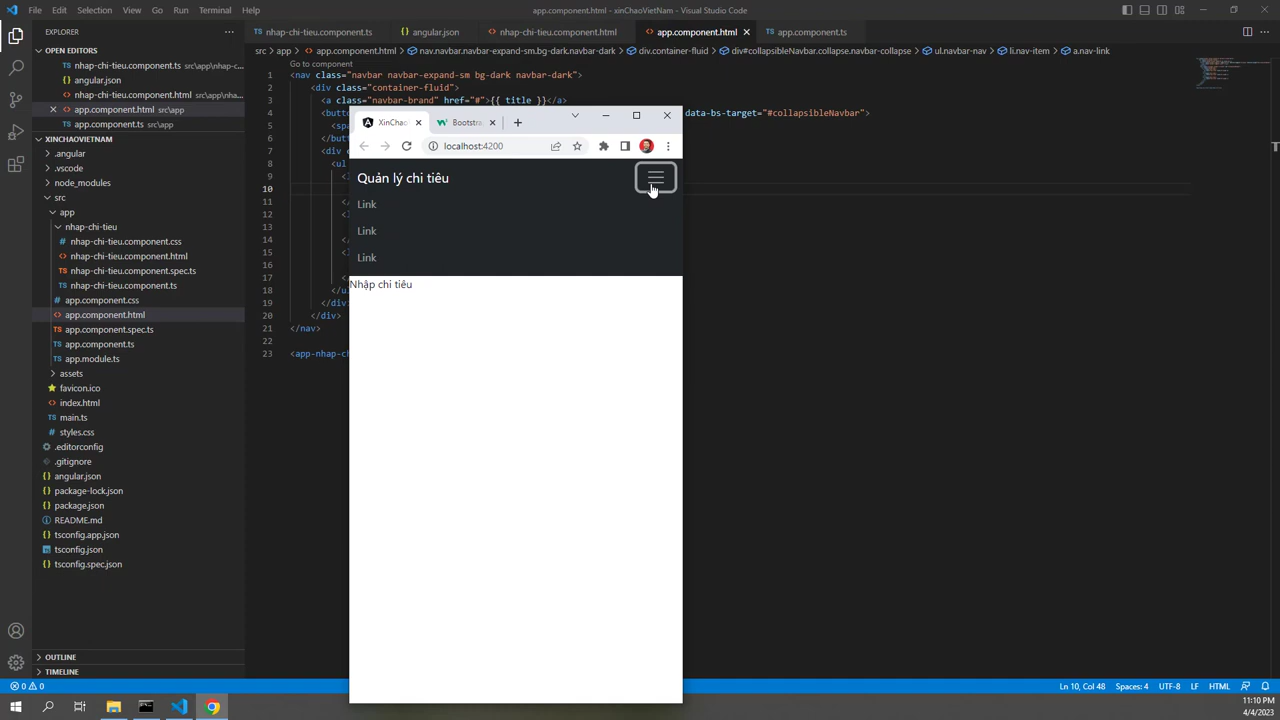 File Edit Selection View Go Run Terminal Help
app.component.html - xinChaoVietNam - Visual Studio Code
EXPLORER
nhap-chi-tieu.component.ts
angular.json
nhap-chi-tieu.component.html
app.component.html
app.component.ts
OPEN EDITORS
src > app > app.component.html > nav.navbar.navbar-expand-sm.bg-dark.navbar-dark > div.container-fluid > div#collapsibleNavbar.collapse.navbar-collapse > ul.navbar-nav > li.nav-item > a.nav-link
nhap-chi-tieu.component.ts src\app\nhap-c...
angular.json
nhap-chi-tieu.component.html src\app\nha...
app.component.html src\app
app.component.ts src\app
XINCHAOVIETNAM
.angular
.vscode
node_modules
src
app
nhap-chi-tieu
nhap-chi-tieu.component.css
nhap-chi-tieu.component.html
nhap-chi-tieu.component.spec.ts
nhap-chi-tieu.component.ts
app.component.css
app.component.html
app.component.spec.ts
app.component.ts
app.module.ts
assets
favicon.ico
index.html
main.ts
styles.css
.editorconfig
.gitignore
angular.json
package-lock.json
package.json
README.md
tsconfig.app.json
tsconfig.json
tsconfig.spec.json
OUTLINE
TIMELINE
Go to component
1 <nav class="navbar navbar-expand-sm bg-dark navbar-dark">
2 <div class="container-fluid">
3 <a class="navbar-brand" href="#">{{ title }}</a>
4 <butt data-bs-target="#collapsibleNavbar">
5 <sp
6 </but
7 <div
8 <ul
9 <l
10
11 </
12 <l
13
14 </
15 <l
16
17 </
18 </u
19 </div
20 </div>
21 </nav>
22
23 <app-nhap-ch
XinChao
Bootstra
localhost:4200
Quản lý chi tiêu
Link
Link
Link
Nhập chi tiêu
0 0
Ln 10, Col 48 Spaces: 4 UTF-8 LF HTML
11:10 PM
4/4/2023